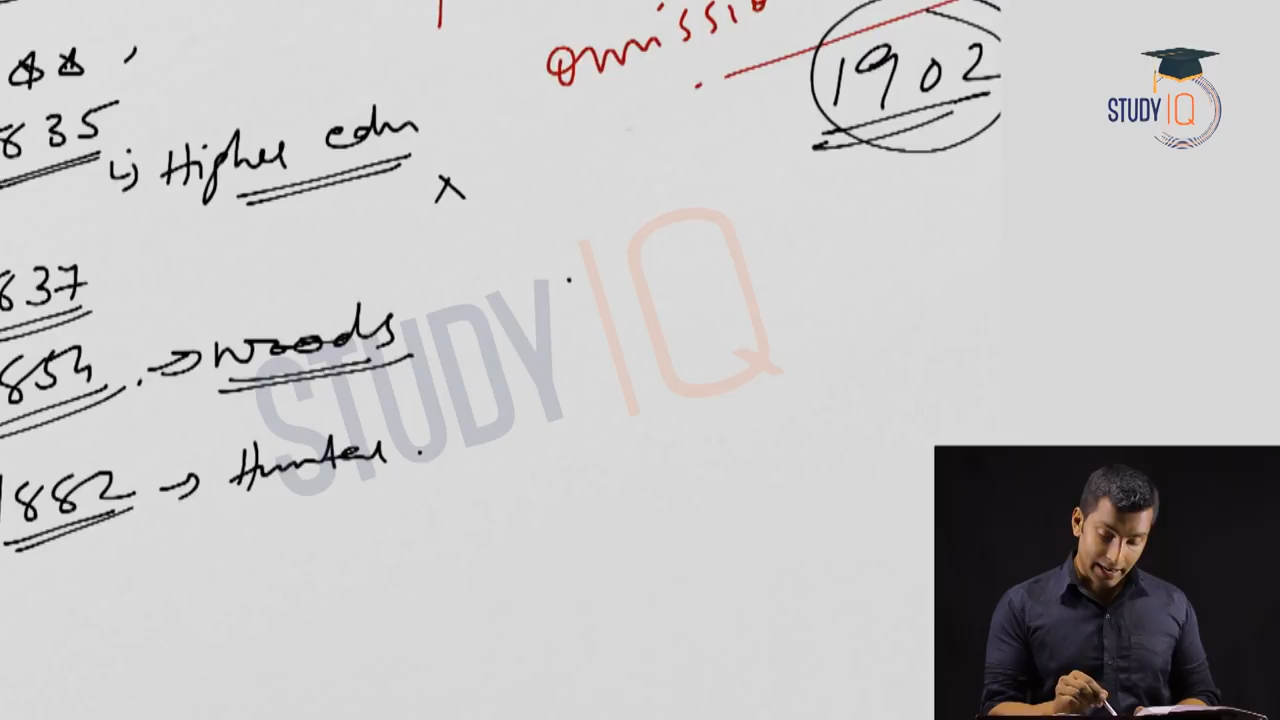 omissio
1902
STUDY IQ
835
Higher edn
X
837
854 → Woods
STUDY IQ
1882 → Hunter.